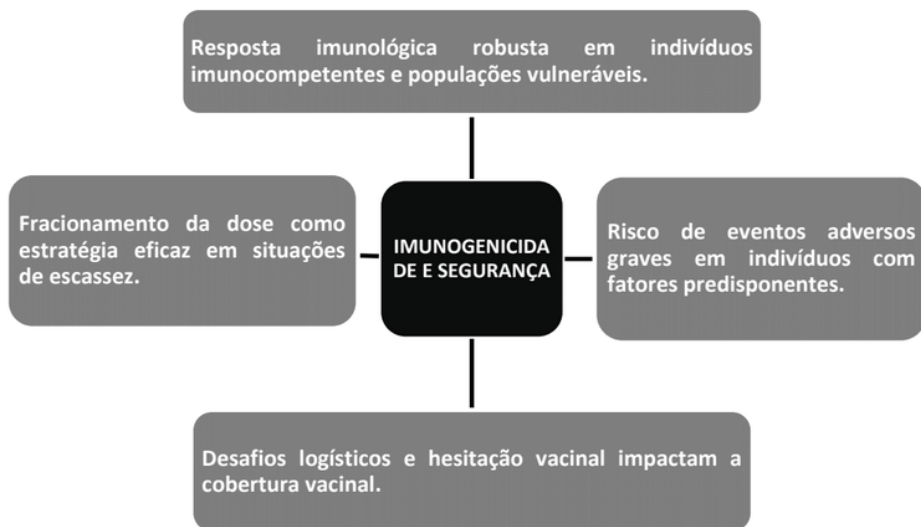 Resposta imunológica robusta em indivíduos
imunocompetentes e populações vulneráveis.
Fracionamento da dose como
estratégia eficaz em situações
de escassez.
IMUNOGENICIDA
DE E SEGURANÇA
Risco de eventos adversos
graves em indivíduos com
fatores predisponentes.
Desafios logísticos e hesitação vacinal impactam a
cobertura vacinal.